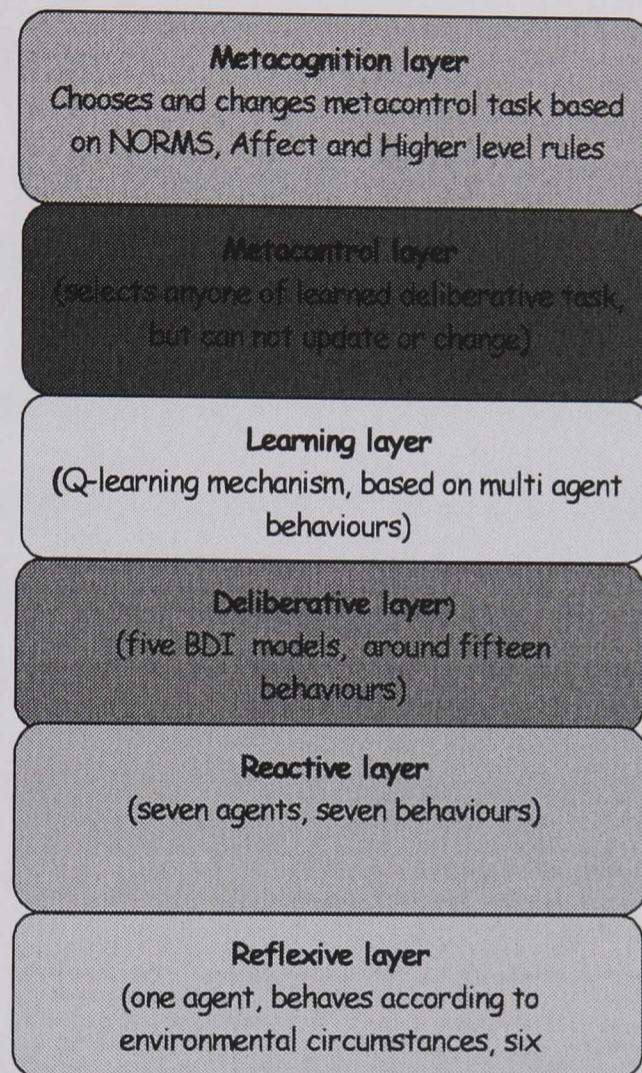 Metacognition layer
Chooses and changes metacontrol task based
on NORMS, Affect and Higher level rules
Metacontrol layer
(selects anyone of learned deliberative task,
but can not update or change)
Learning layer
(Q-learning mechanism, based on multi agent
behaviours)
Deliberative layer)
(five BDI models, around fifteen
behaviours)
Reactive layer
(seven agents, seven behaviours)
Reflexive layer
(one agent, behaves according to
environmental circumstances, six